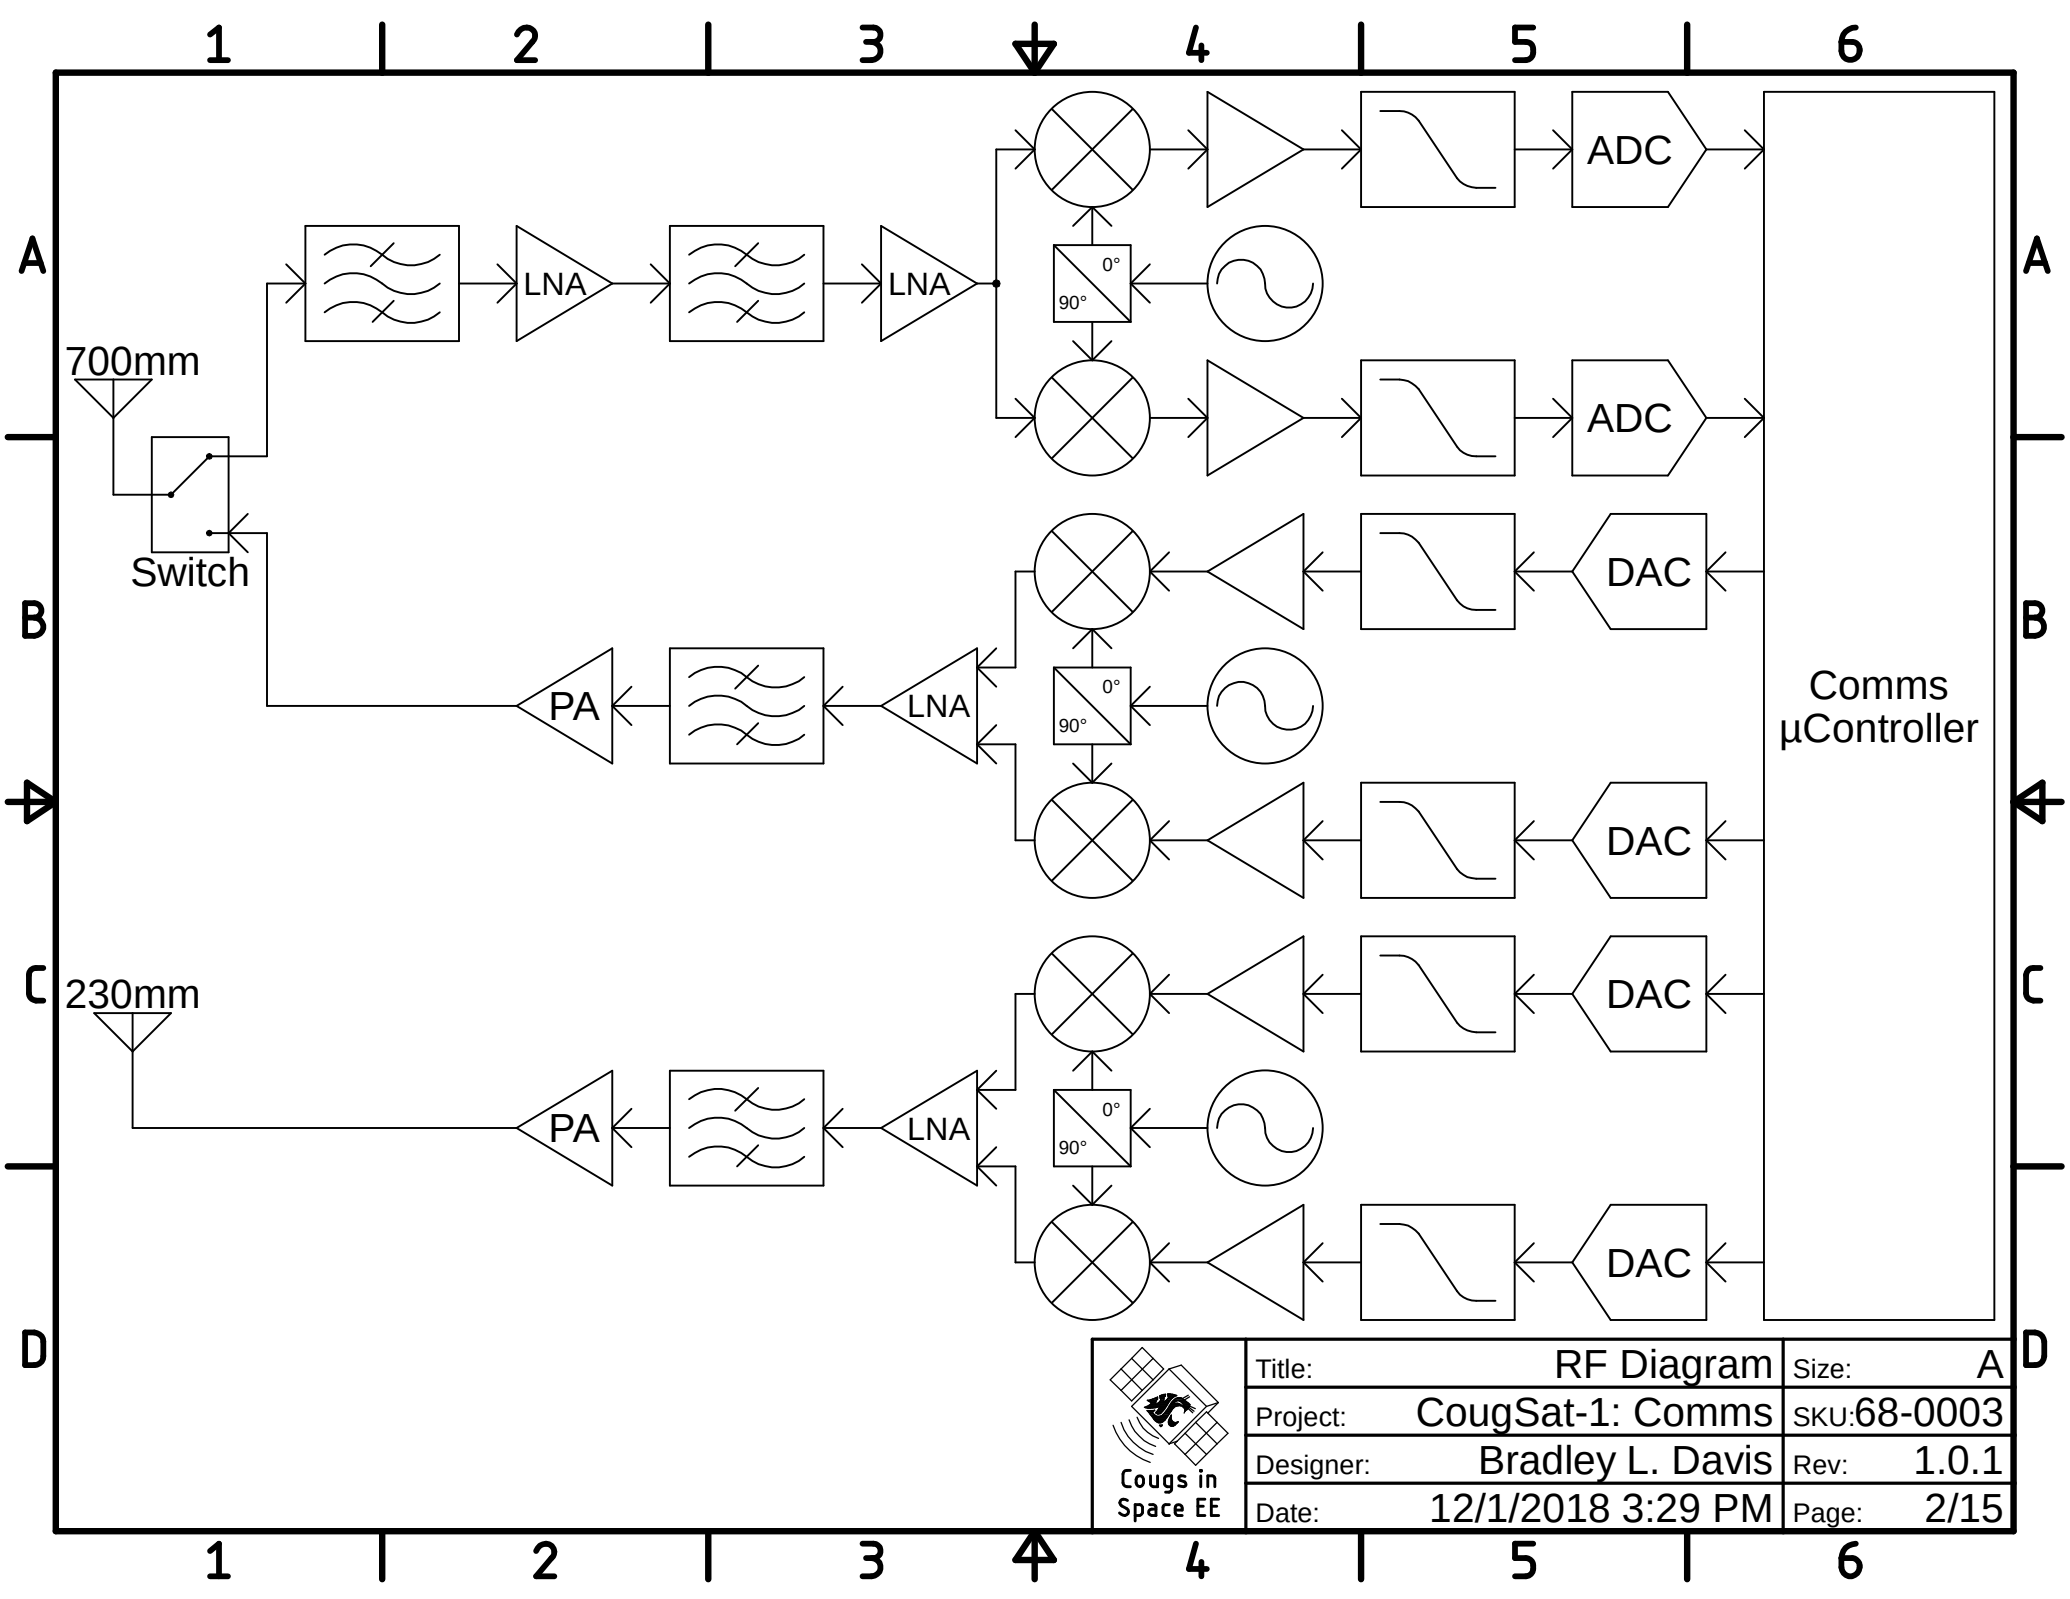 1 2 3 4 5 6
A A
B B
C C
D D
700mm
Switch
LNA LNA
0°
90°
ADC
ADC
PA
LNA
0°
90°
DAC
DAC
230mm
PA
LNA
0°
90°
DAC
DAC
Comms
µController
Cougs in
Space EE
Title: RF Diagram Size: A
Project: CougSat-1: Comms SKU:68-0003
Designer: Bradley L. Davis Rev: 1.0.1
Date: 12/1/2018 3:29 PM Page: 2/15
1 2 3 4 5 6